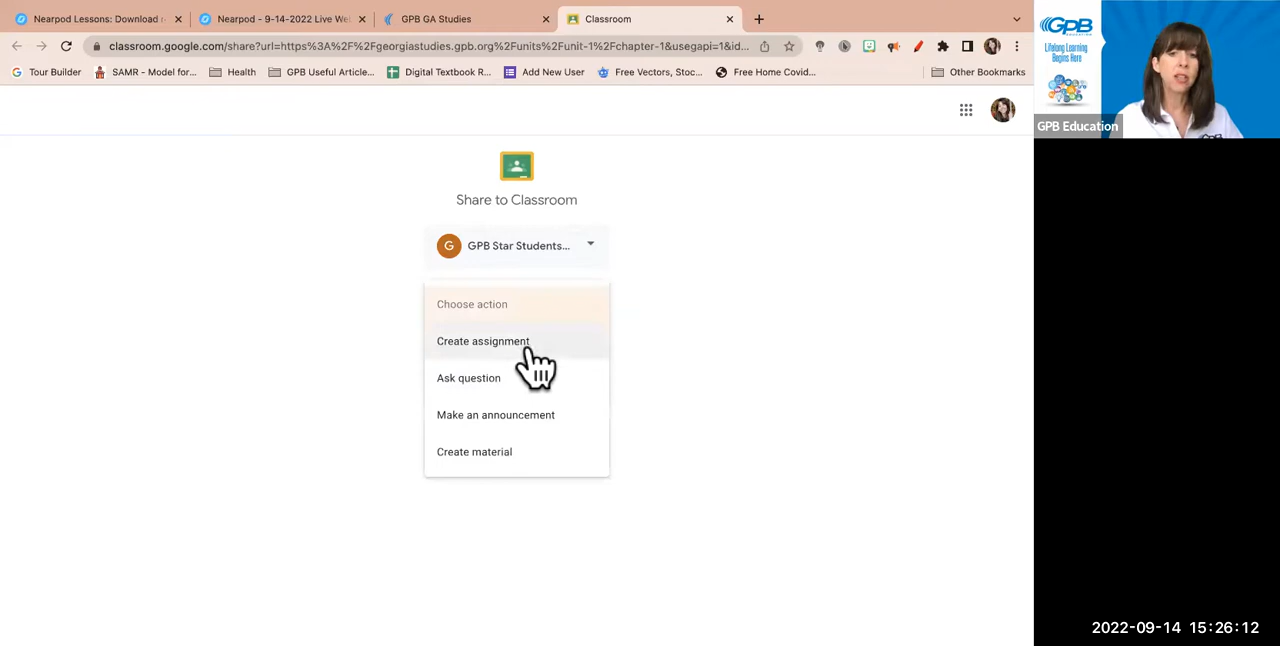 Nearpod Lessons: Download r
Nearpod - 9-14-2022 Live We
GPB GA Studies
Classroom
classroom.google.com/share?url=https%3A%2F%2Fgeorgiastudies.gpb.org%2Funits%2Funit-1%2Fchapter-1&usegapi=1&id...
Tour Builder
SAMR - Model for...
Health
GPB Useful Article...
Digital Textbook R...
Add New User
Free Vectors, Stoc...
Free Home Covid...
Other Bookmarks
Share to Classroom
G
GPB Star Students...
Choose action
Create assignment
Ask question
Make an announcement
Create material
GPB
EDUCATION
Lifelong Learning
Begins Here
GPB Education
2022-09-14 15:26:12